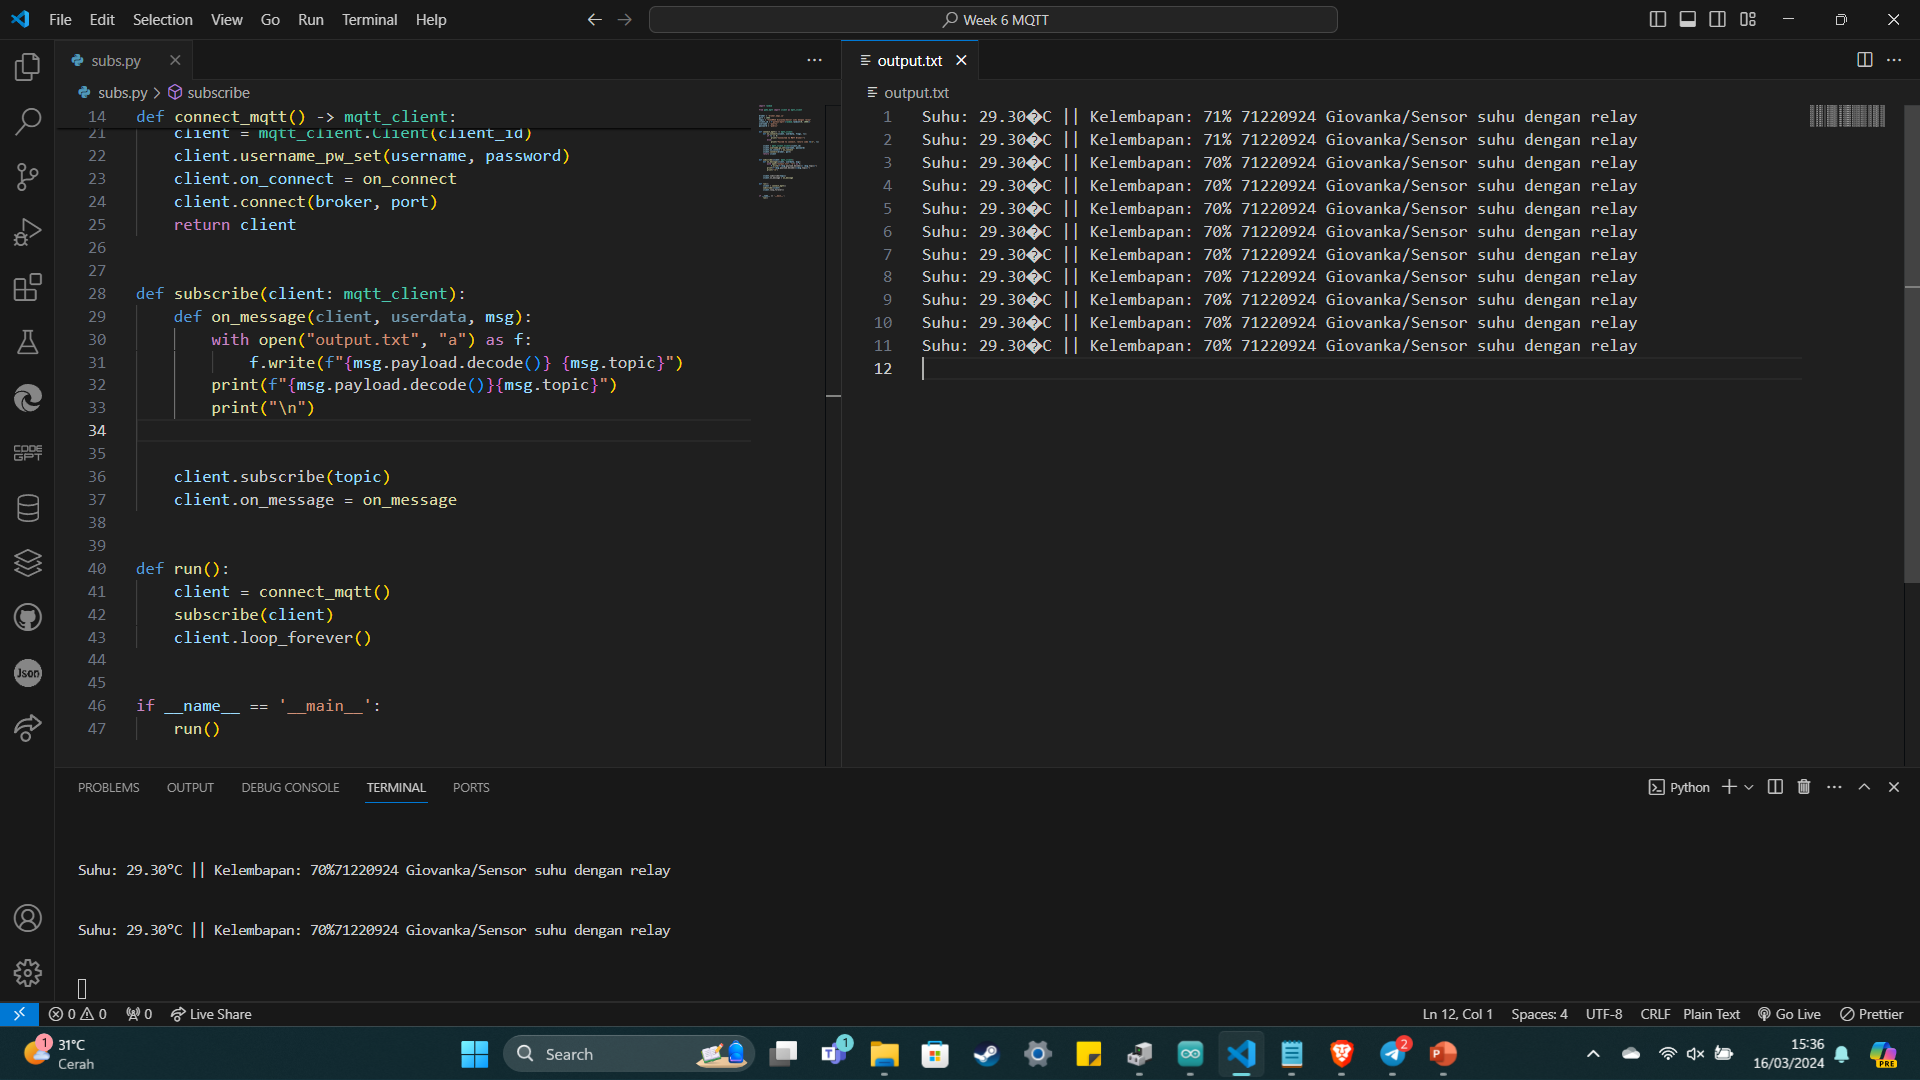 File Edit Selection View Go Run Terminal Help
Week 6 MQTT
subs.py
subs.py > subscribe
14 def connect_mqtt() -> mqtt_client:
21 client = mqtt_client.Client(client_id)
22 client.username_pw_set(username, password)
23 client.on_connect = on_connect
24 client.connect(broker, port)
25 return client
26
27
28 def subscribe(client: mqtt_client):
29 def on_message(client, userdata, msg):
30 with open("output.txt", "a") as f:
31 f.write(f"{msg.payload.decode()} {msg.topic}")
32 print(f"{msg.payload.decode()}{msg.topic}")
33 print("\n")
34
35
36 client.subscribe(topic)
37 client.on_message = on_message
38
39
40 def run():
41 client = connect_mqtt()
42 subscribe(client)
43 client.loop_forever()
44
45
46 if __name__ == '__main__':
47 run()
output.txt
output.txt
1 Suhu: 29.30�C || Kelembapan: 71% 71220924 Giovanka/Sensor suhu dengan relay
2 Suhu: 29.30�C || Kelembapan: 71% 71220924 Giovanka/Sensor suhu dengan relay
3 Suhu: 29.30�C || Kelembapan: 70% 71220924 Giovanka/Sensor suhu dengan relay
4 Suhu: 29.30�C || Kelembapan: 70% 71220924 Giovanka/Sensor suhu dengan relay
5 Suhu: 29.30�C || Kelembapan: 70% 71220924 Giovanka/Sensor suhu dengan relay
6 Suhu: 29.30�C || Kelembapan: 70% 71220924 Giovanka/Sensor suhu dengan relay
7 Suhu: 29.30�C || Kelembapan: 70% 71220924 Giovanka/Sensor suhu dengan relay
8 Suhu: 29.30�C || Kelembapan: 70% 71220924 Giovanka/Sensor suhu dengan relay
9 Suhu: 29.30�C || Kelembapan: 70% 71220924 Giovanka/Sensor suhu dengan relay
10 Suhu: 29.30�C || Kelembapan: 70% 71220924 Giovanka/Sensor suhu dengan relay
11 Suhu: 29.30�C || Kelembapan: 70% 71220924 Giovanka/Sensor suhu dengan relay
12
CODE
GPT
Json
PROBLEMS OUTPUT DEBUG CONSOLE TERMINAL PORTS
Python
Suhu: 29.30°C || Kelembapan: 70%71220924 Giovanka/Sensor suhu dengan relay
Suhu: 29.30°C || Kelembapan: 70%71220924 Giovanka/Sensor suhu dengan relay
0 0 0 Live Share
Ln 12, Col 1 Spaces: 4 UTF-8 CRLF Plain Text Go Live Prettier
1 31°C
Cerah
Search
1
2
15:36
16/03/2024
PRE